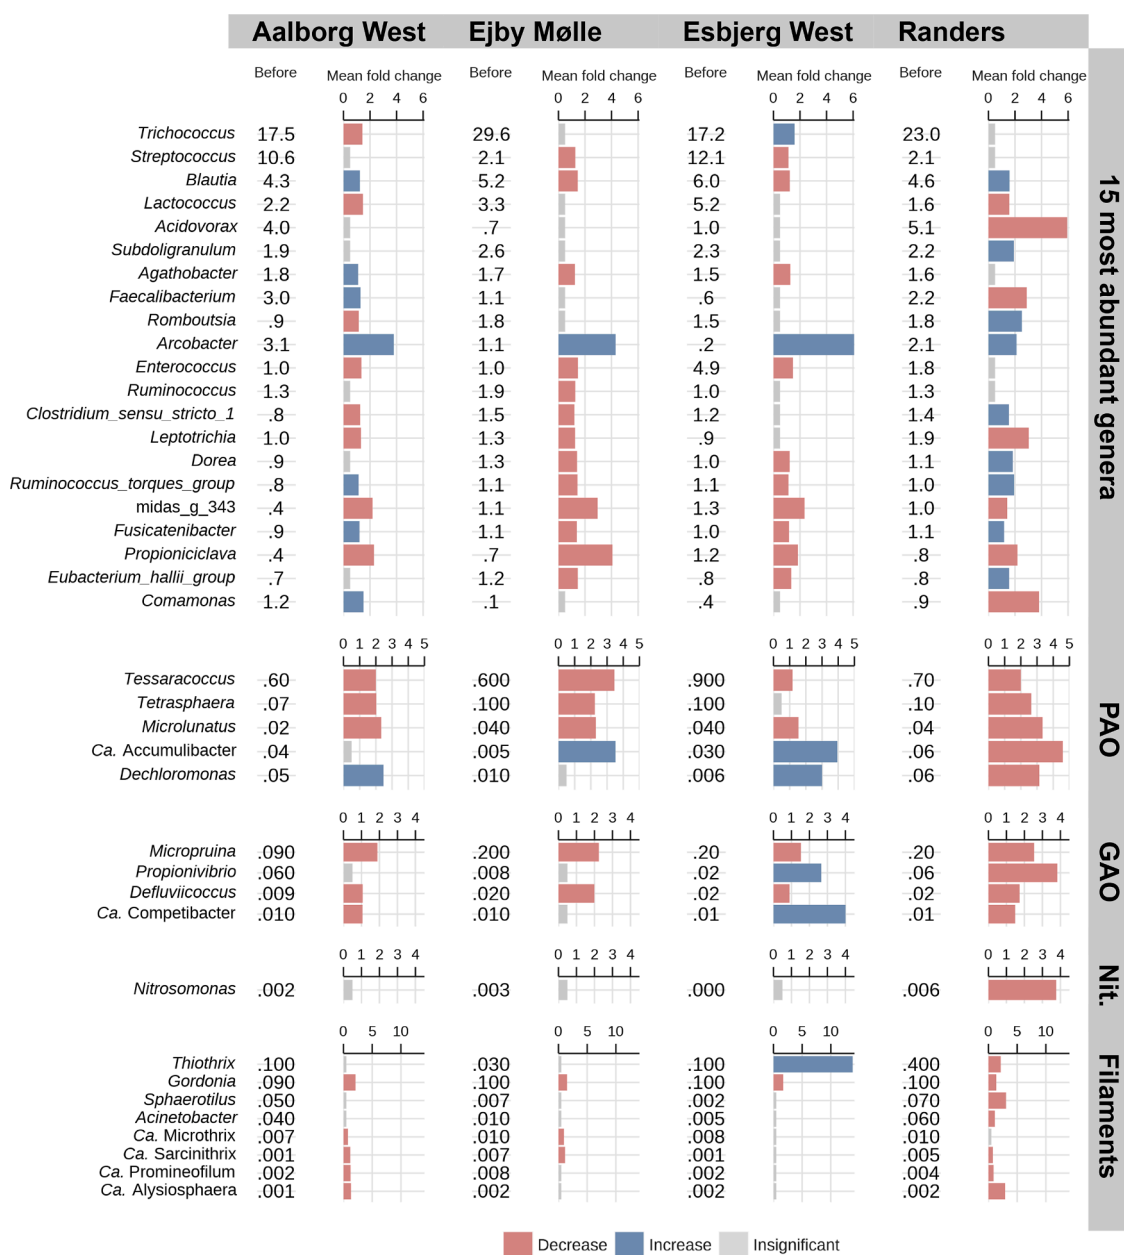 Aalborg West Ejby Mølle Esbjerg West Randers
Before Mean fold change Before Mean fold change Before Mean fold change Before Mean fold change
0 2 4 6 0 2 4 6 0 2 4 6 0 2 4 6
15 most abundant genera
Trichococcus 17.5 29.6 17.2 23.0
Streptococcus 10.6 2.1 12.1 2.1
Blautia 4.3 5.2 6.0 4.6
Lactococcus 2.2 3.3 5.2 1.6
Acidovorax 4.0 .7 1.0 5.1
Subdoligranulum 1.9 2.6 2.3 2.2
Agathobacter 1.8 1.7 1.5 1.6
Faecalibacterium 3.0 1.1 .6 2.2
Romboutsia .9 1.8 1.5 1.8
Arcobacter 3.1 1.1 .2 2.1
Enterococcus 1.0 1.0 4.9 1.8
Ruminococcus 1.3 1.9 1.0 1.3
Clostridium_sensu_stricto_1 .8 1.5 1.2 1.4
Leptotrichia 1.0 1.3 .9 1.9
Dorea .9 1.3 1.0 1.1
Ruminococcus_torques_group .8 1.1 1.1 1.0
midas_g_343 .4 1.1 1.3 1.0
Fusicatenibacter .9 1.1 1.0 1.1
Propioniciclava .4 .7 1.2 .8
Eubacterium_hallii_group .7 1.2 .8 .8
Comamonas 1.2 .1 .4 .9
0 1 2 3 4 5 0 1 2 3 4 5 0 1 2 3 4 5 0 1 2 3 4 5
PAO
Tessaracoccus .60 .600 .900 .70
Tetrasphaera .07 .100 .100 .10
Microlunatus .02 .040 .040 .04
Ca. Accumulibacter .04 .005 .030 .06
Dechloromonas .05 .010 .006 .06
0 1 2 3 4 0 1 2 3 4 0 1 2 3 4 0 1 2 3 4
GAO
Micropruina .090 .200 .20 .20
Propionivibrio .060 .008 .02 .06
Defluviicoccus .009 .020 .02 .02
Ca. Competibacter .010 .010 .01 .01
0 1 2 3 4 0 1 2 3 4 0 1 2 3 4 0 1 2 3 4
Nit.
Nitrosomonas .002 .003 .000 .006
0 5 10 0 5 10 0 5 10 0 5 10
Filaments
Thiothrix .100 .030 .100 .400
Gordonia .090 .100 .100 .100
Sphaerotilus .050 .007 .002 .070
Acinetobacter .040 .010 .005 .060
Ca. Microthrix .007 .010 .008 .010
Ca. Sarcinithrix .001 .007 .001 .005
Ca. Promineofilum .002 .008 .002 .004
Ca. Alysiosphaera .001 .002 .002 .002
Decrease Increase Insignificant